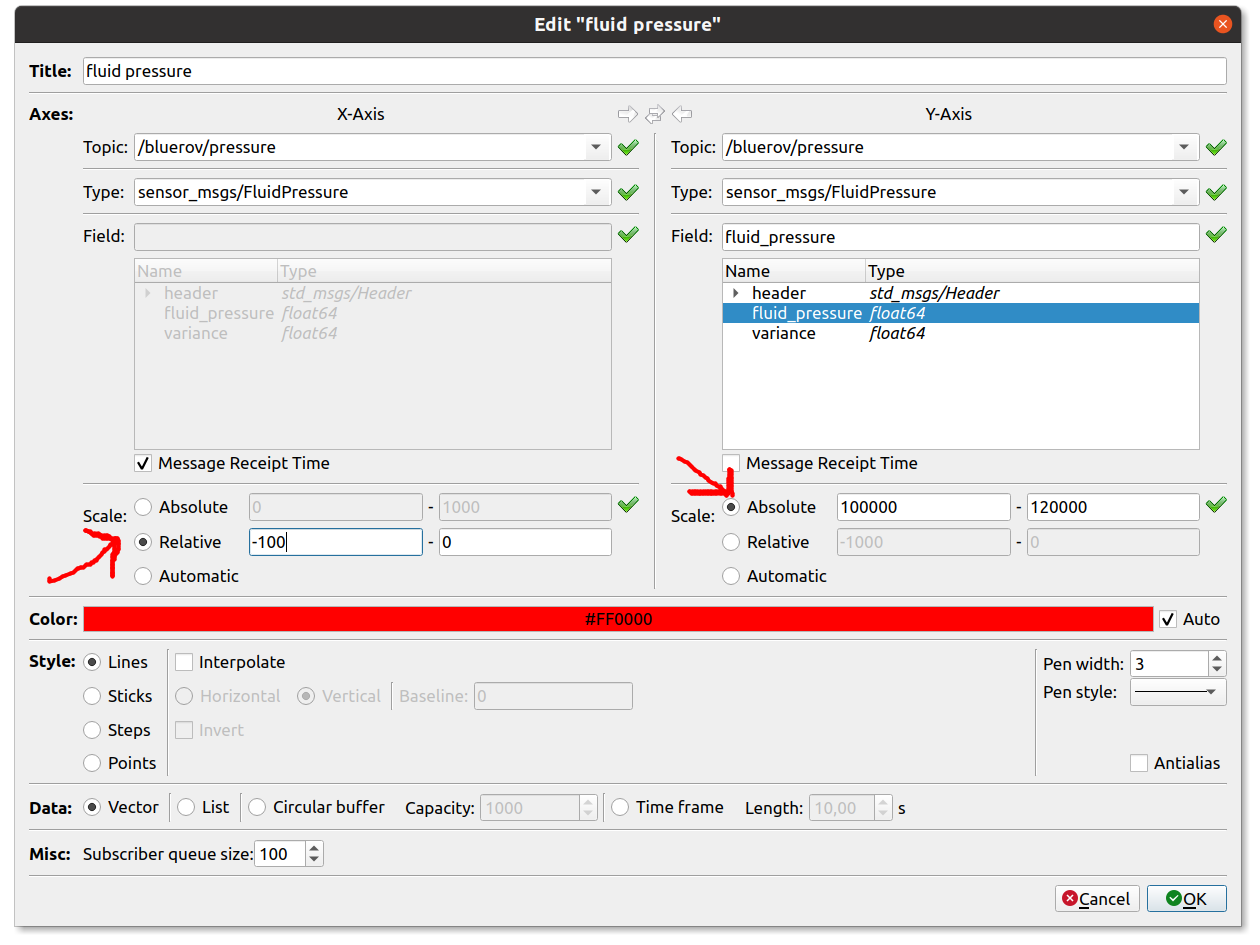 Edit "fluid pressure"
Title: fluid pressure
Axes: X-Axis Y-Axis
Topic: /bluerov/pressure Topic: /bluerov/pressure
Type: sensor_msgs/FluidPressure Type: sensor_msgs/FluidPressure
Field: Field: fluid_pressure
Name Type Name Type
header std_msgs/Header header std_msgs/Header
fluid_pressure float64 fluid_pressure float64
variance float64 variance float64
Message Receipt Time Message Receipt Time
Scale: Absolute 0 - 1000 Scale: Absolute 100000 - 120000
Relative -100 - 0 Relative -1000 - 0
Automatic Automatic
Color: #FF0000 Auto
Style: Lines Interpolate Pen width: 3
Sticks Horizontal Vertical Baseline: 0 Pen style:
Steps Invert
Points Antialias
Data: Vector List Circular buffer Capacity: 1000 Time frame Length: 10,00 s
Misc: Subscriber queue size: 100
Cancel OK